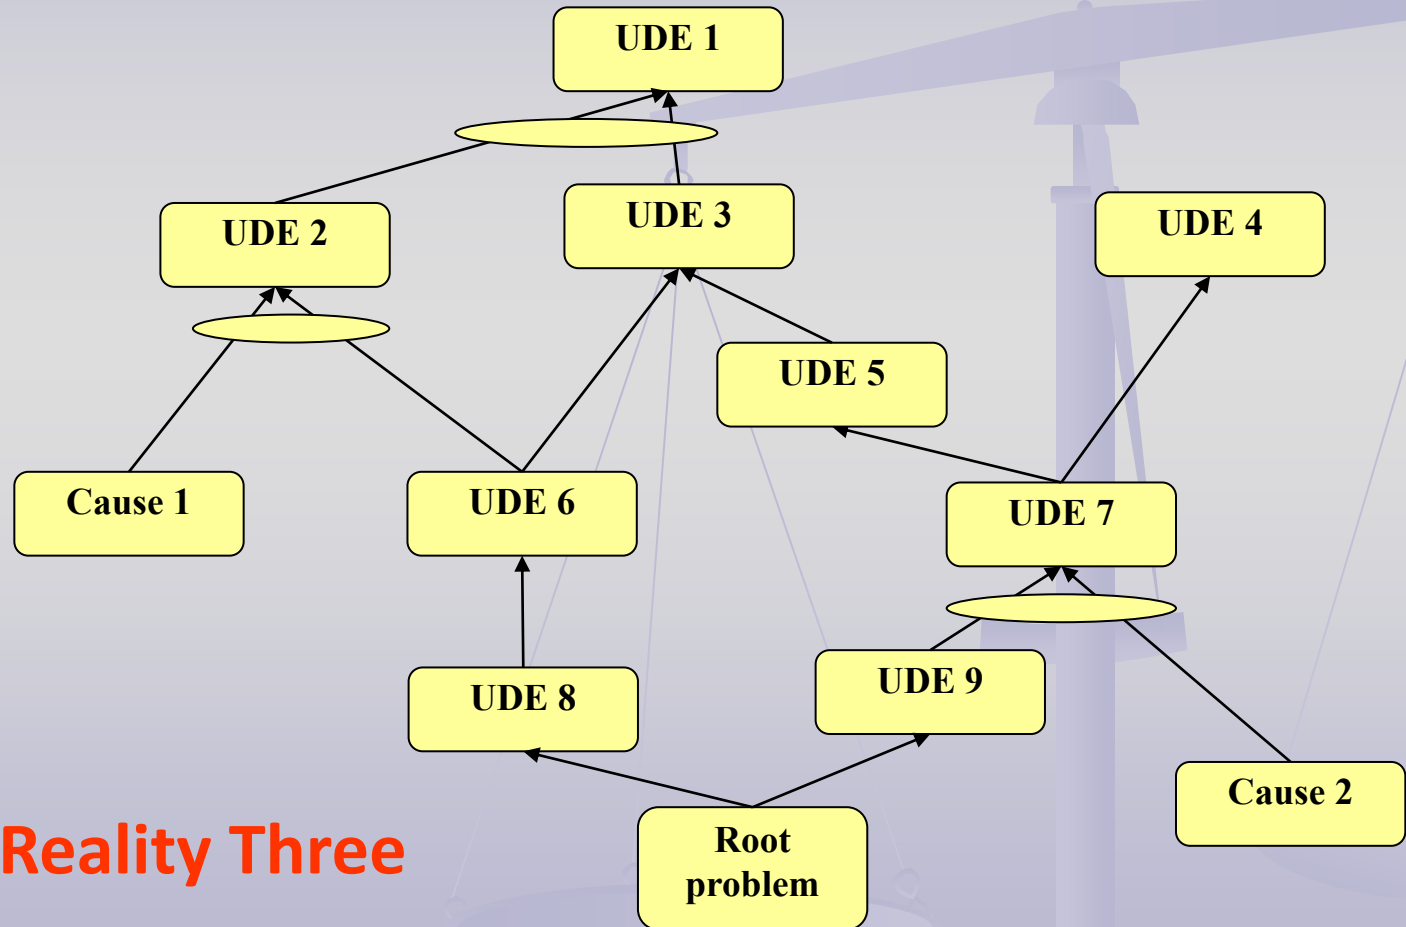 UDE 1
UDE 2
UDE 3
UDE 4
UDE 5
Cause 1
UDE 6
UDE 7
UDE 8
UDE 9
Cause 2
Root
problem
Reality Three